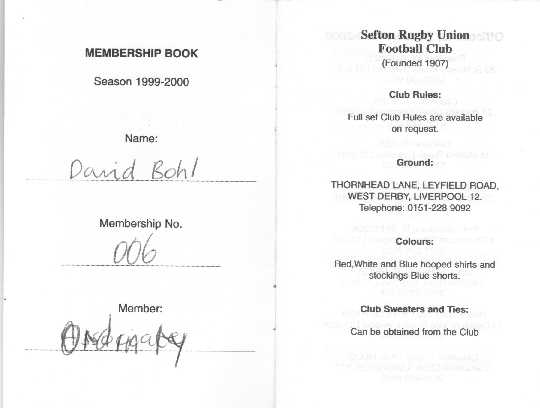 MEMBERSHIP BOOK
Season 1999-2000
Name:
David Bohl
Membership No.
006
Member:
Ordinary
Sefton Rugby Union
Football Club
(Founded 1907)
Club Rules:
Full set Club Rules are available
on request.
Ground:
THORNHEAD LANE, LEYFIELD ROAD,
WEST DERBY, LIVERPOOL 12.
Telephone: 0151-228 9092
Colours:
Red,White and Blue hooped shirts and
stockings Blue shorts.
Club Sweaters and Ties:
Can be obtained from the Club